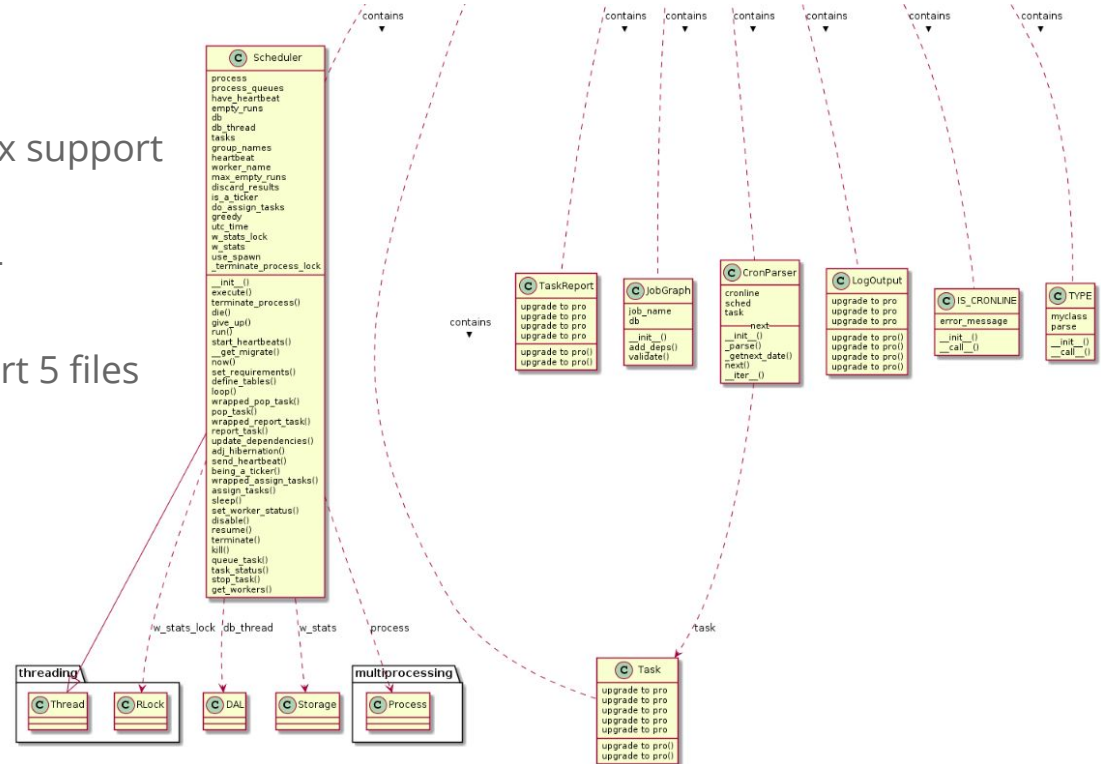 contains
contains
contains
contains
contains
contains
▼
▼
▼
▼
▼
▼
x support
rt 5 files
C Scheduler
process
process_queues
have_heartbeat
empty_runs
db
db_thread
tasks
group_names
heartbeat
worker_name
max_empty_runs
discard_results
is_a_ticker
do_assign_tasks
greedy
utc_time
w_stats_lock
w_stats
use_spawn
_terminate_process_lock
__init__()
execute()
terminate_process()
die()
give_up()
run()
start_heartbeats()
__get_migrate()
now()
set_requirements()
define_tables()
loop()
wrapped_pop_task()
pop_task()
wrapped_report_task()
report_task()
update_dependencies()
adj_hibernation()
send_heartbeat()
being_a_ticker()
wrapped_assign_tasks()
assign_tasks()
sleep()
set_worker_status()
disable()
resume()
terminate()
kill()
queue_task()
task_status()
stop_task()
get_workers()
contains
▼
C TaskReport
upgrade to pro
upgrade to pro
upgrade to pro
upgrade to pro
upgrade to pro()
upgrade to pro()
C JobGraph
job_name
db
__init__()
add_deps()
validate()
C CronParser
cronline
sched
task
next
__init__()
_parse()
_getnext_date()
next()
__iter__()
C LogOutput
upgrade to pro
upgrade to pro
upgrade to pro
upgrade to pro()
upgrade to pro()
upgrade to pro()
upgrade to pro()
C IS_CRONLINE
error_message
__init__()
__call__()
C TYPE
myclass
parse
__init__()
__call__()
w_stats_lock
db_thread
w_stats
process
task
threading
C Thread
C RLock
C DAL
C Storage
multiprocessing
C Process
C Task
upgrade to pro
upgrade to pro
upgrade to pro
upgrade to pro
upgrade to pro
upgrade to pro()
upgrade to pro()